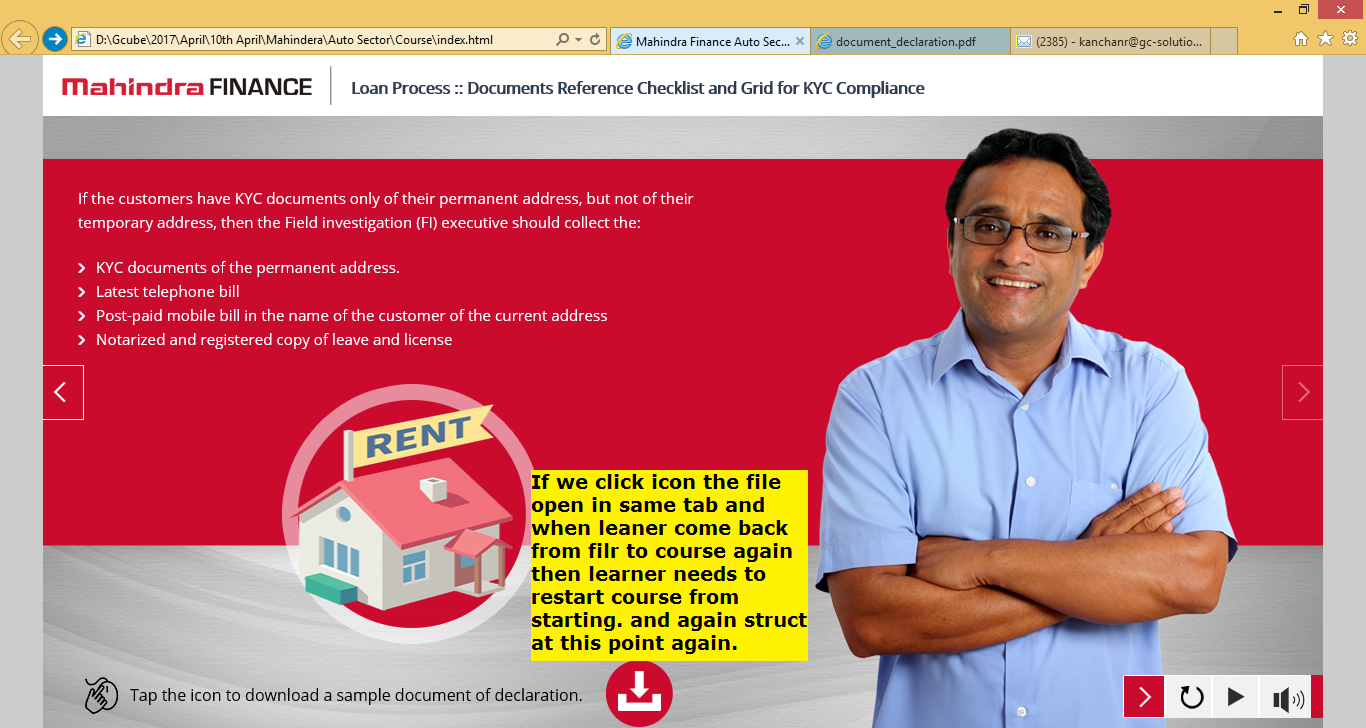 D:\Gcube\2017\April\10th April\Mahindera\Auto Sector\Course\index.html
Mahindra Finance Auto Sec...
document_declaration.pdf
(2385) - kanchanr@gc-solutio...
Mahindra FINANCE
Loan Process :: Documents Reference Checklist and Grid for KYC Compliance
If the customers have KYC documents only of their permanent address, but not of their
temporary address, then the Field investigation (FI) executive should collect the:
KYC documents of the permanent address.
Latest telephone bill
Post-paid mobile bill in the name of the customer of the current address
Notarized and registered copy of leave and license
RENT
If we click icon the file
open in same tab and
when leaner come back
from filr to course again
then learner needs to
restart course from
starting. and again struct
at this point again.
Tap the icon to download a sample document of declaration.